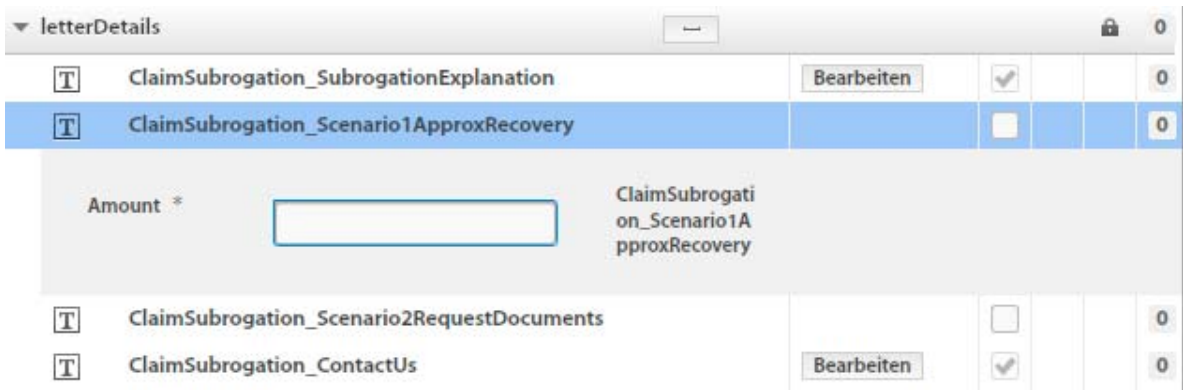 letterDetails 0
T ClaimSubrogation_SubrogationExplanation Bearbeiten 0
T ClaimSubrogation_Scenario1ApproxRecovery 0
Amount *
ClaimSubrogati
on_Scenario1A
pproxRecovery
T ClaimSubrogation_Scenario2RequestDocuments 0
T ClaimSubrogation_ContactUs Bearbeiten 0